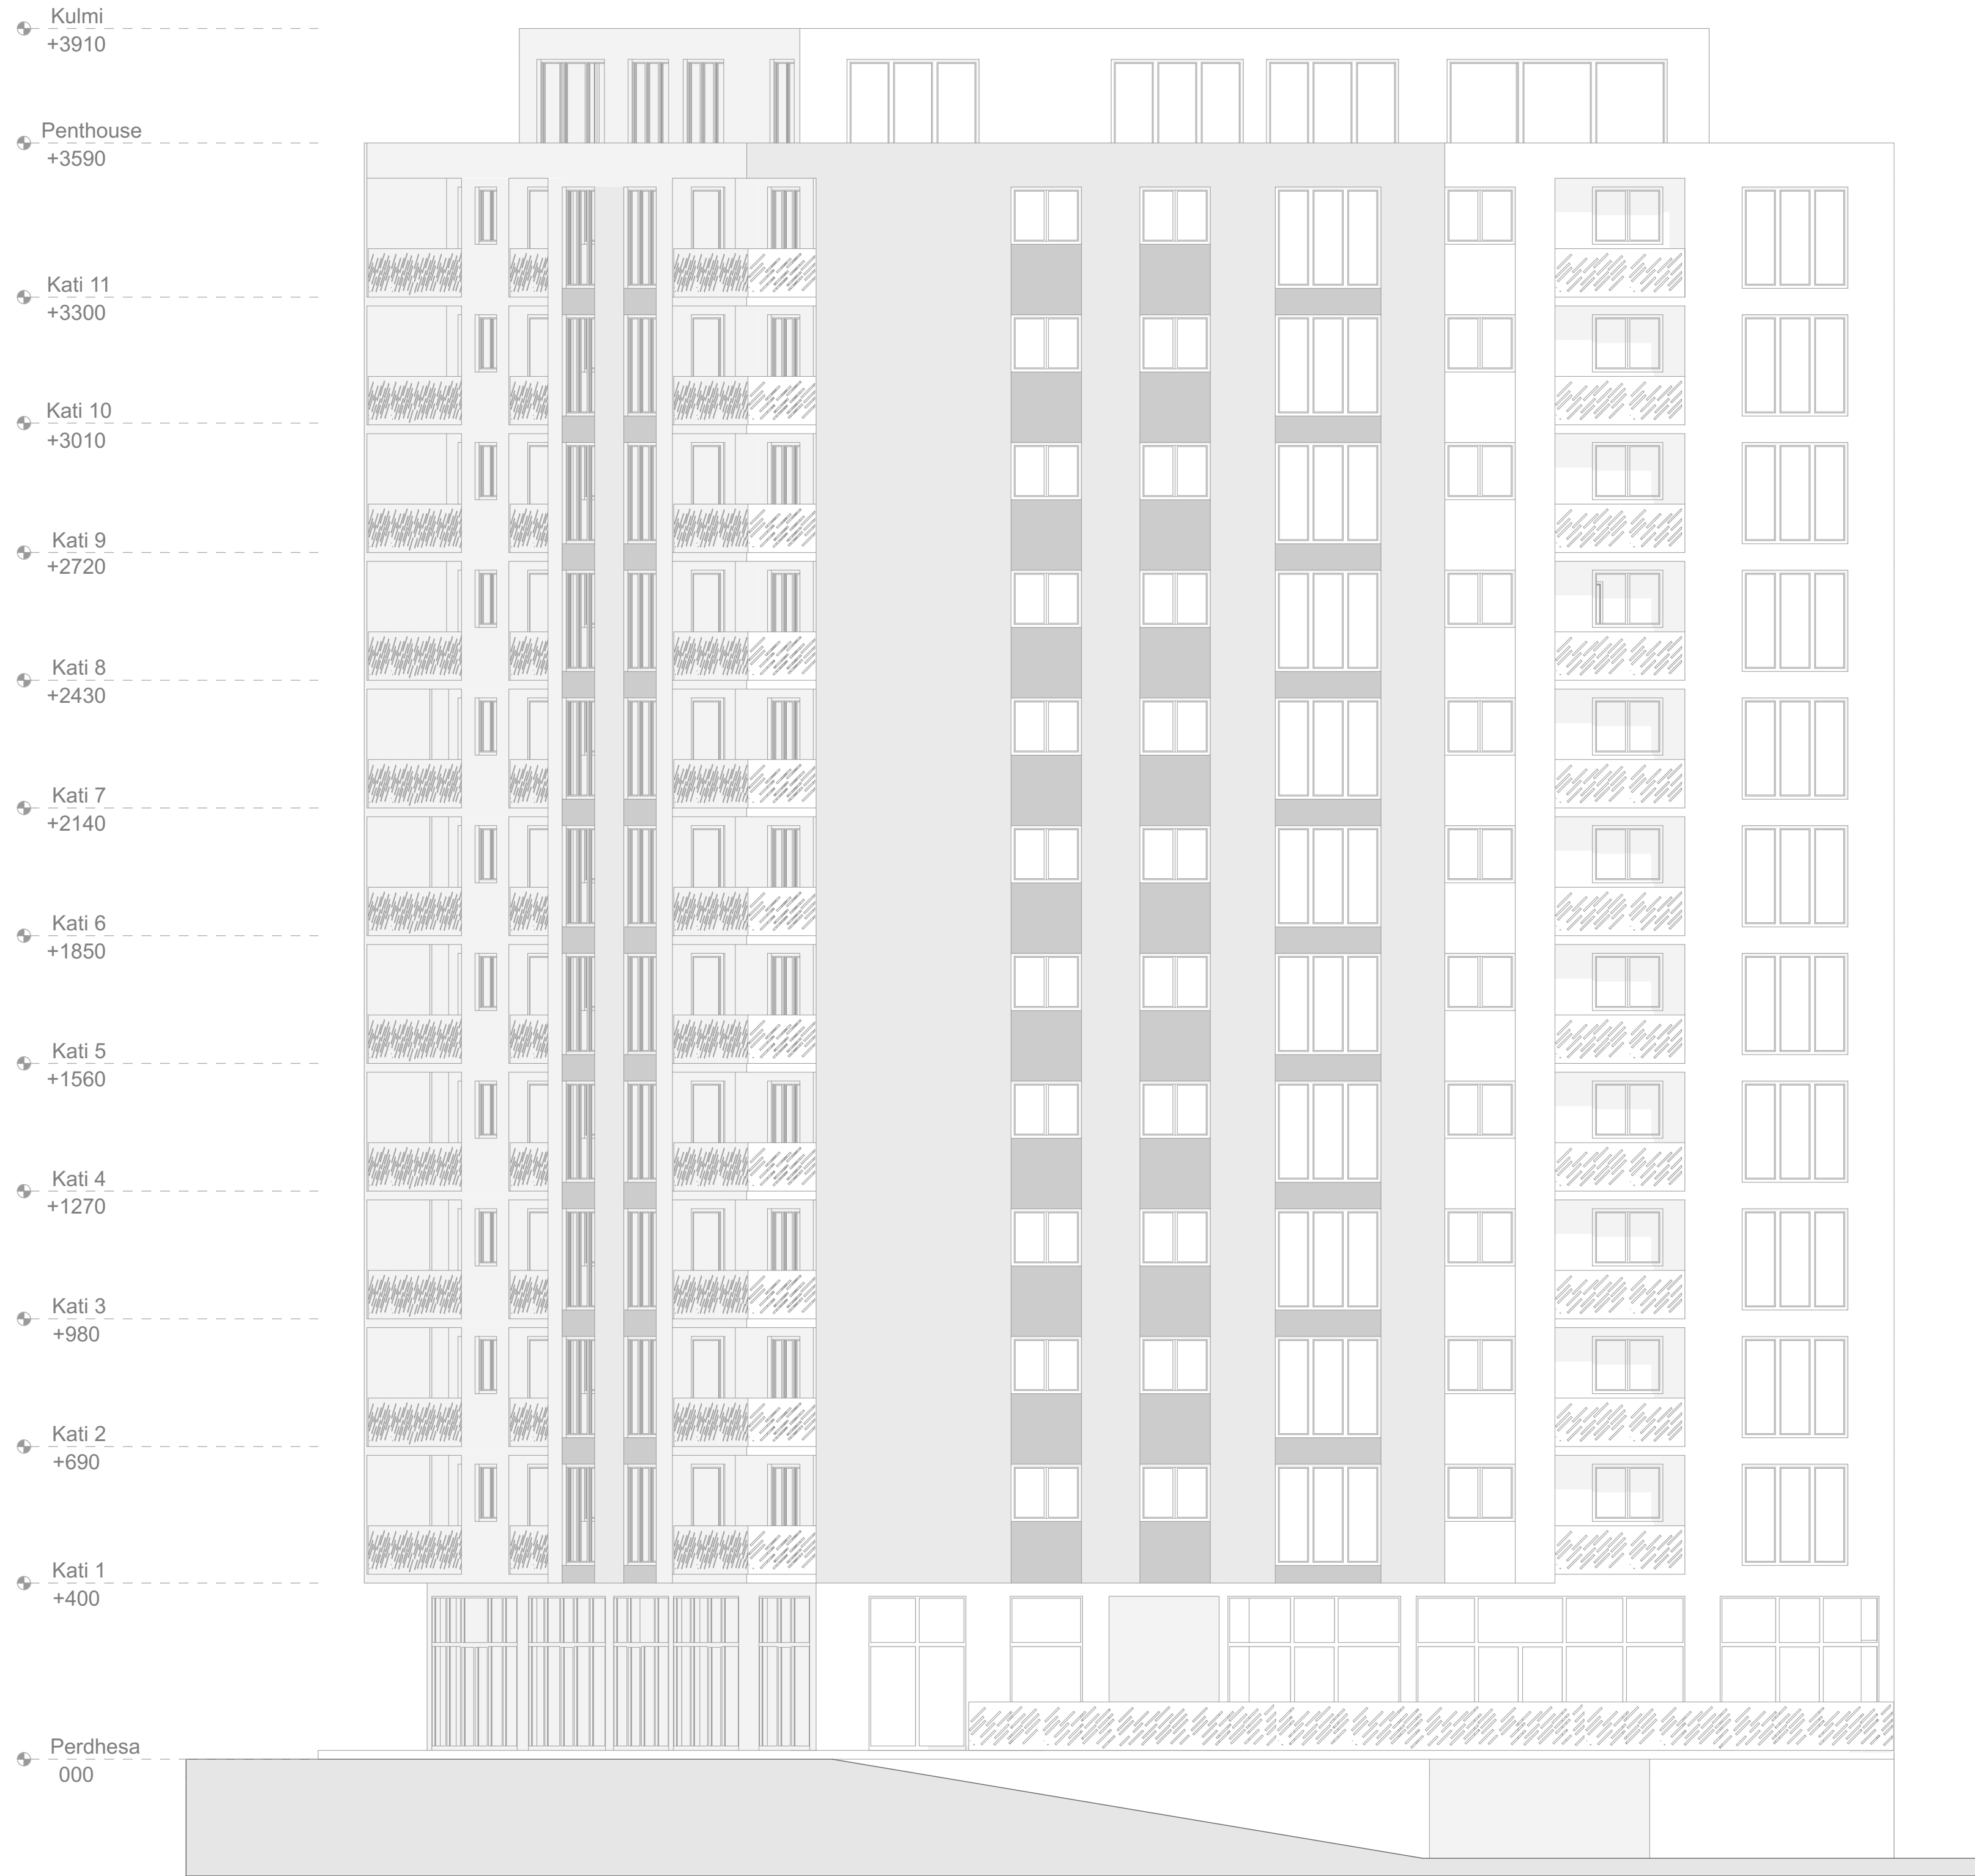 Kulmi
+3910
Penthouse
+3590
Kati 11
+3300
Kati 10
+3010
Kati 9
+2720
Kati 8
+2430
Kati 7
+2140
Kati 6
+1850
Kati 5
+1560
Kati 4
+1270
Kati 3
+980
Kati 2
+690
Kati 1
+400
Perdhesa
000